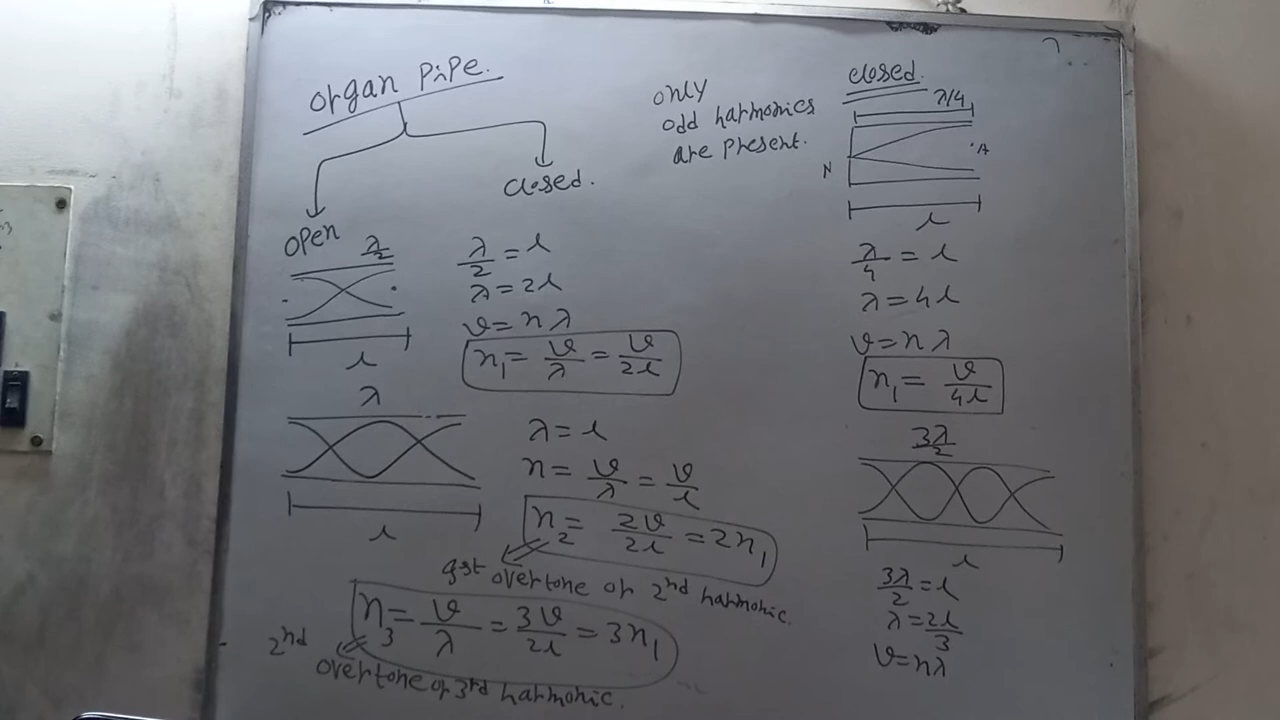 organ pipe.
open
closed.
λ/2
l
λ/2 = l
λ = 2l
v = nλ
n₁ = v/λ = v/2l
λ
l
λ = l
n = v/λ = v/l
n₂ = 2v/2l = 2n₁
overtone or 2nd harmonic.
n₃ = v/λ = 3v/2l = 3n₁
2nd
overtone or 3rd harmonic.
only
odd harmonics
are present.
closed.
λ/4
N
A
l
λ/4 = l
λ = 4l
v = nλ
n₁ = v/4l
3λ/2
l
3λ/2 = l
λ = 2l/3
v = nλ